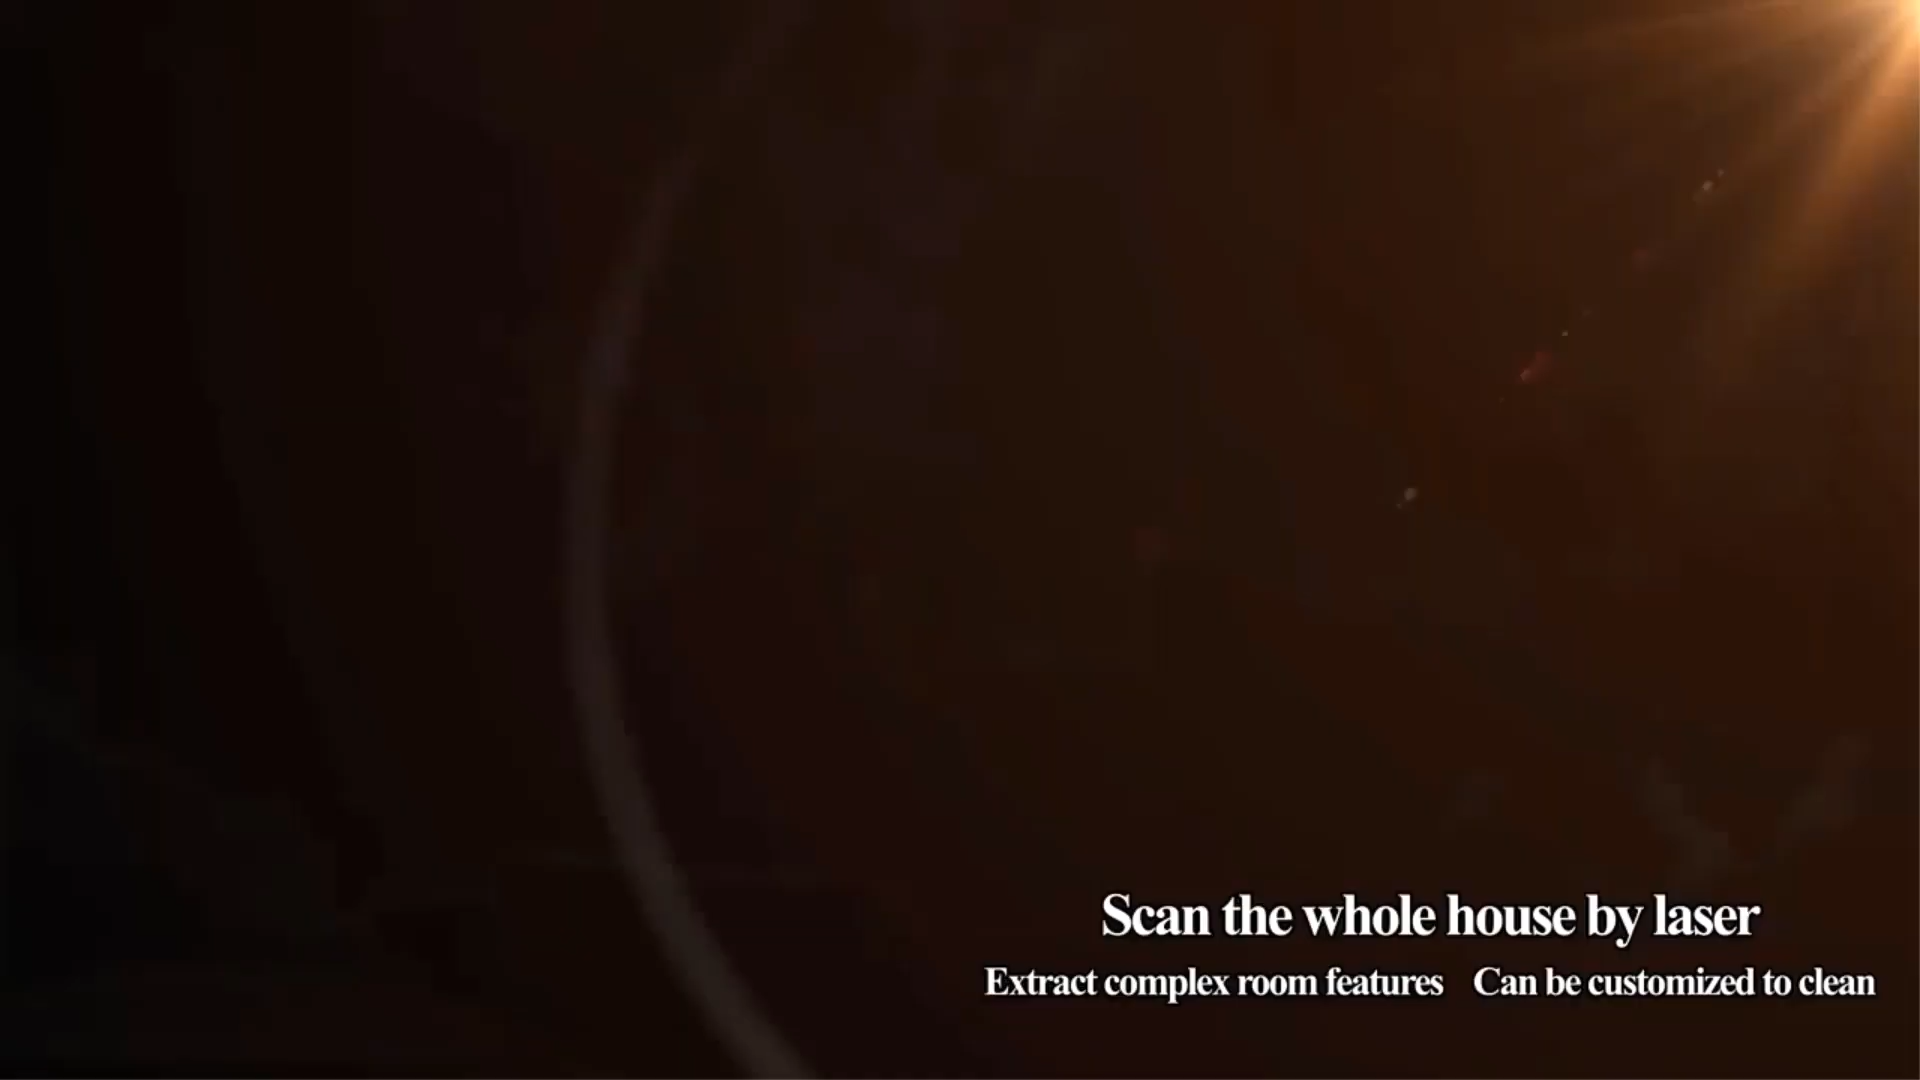 Scan the whole house by laser
Extract complex room features Can be customized to clean